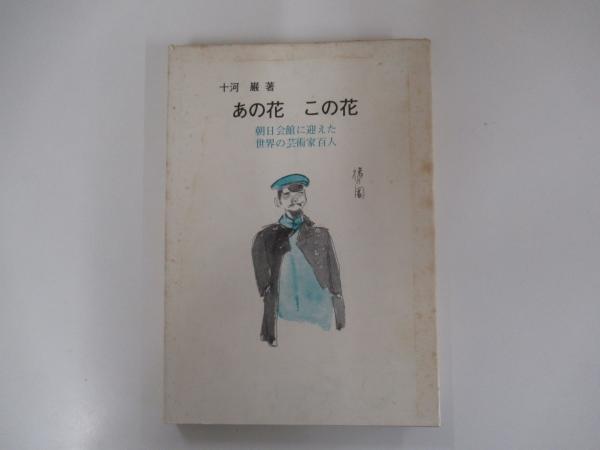 十河 巖 著
あの花 この花
朝日会館に迎えた
世界の芸術家百人